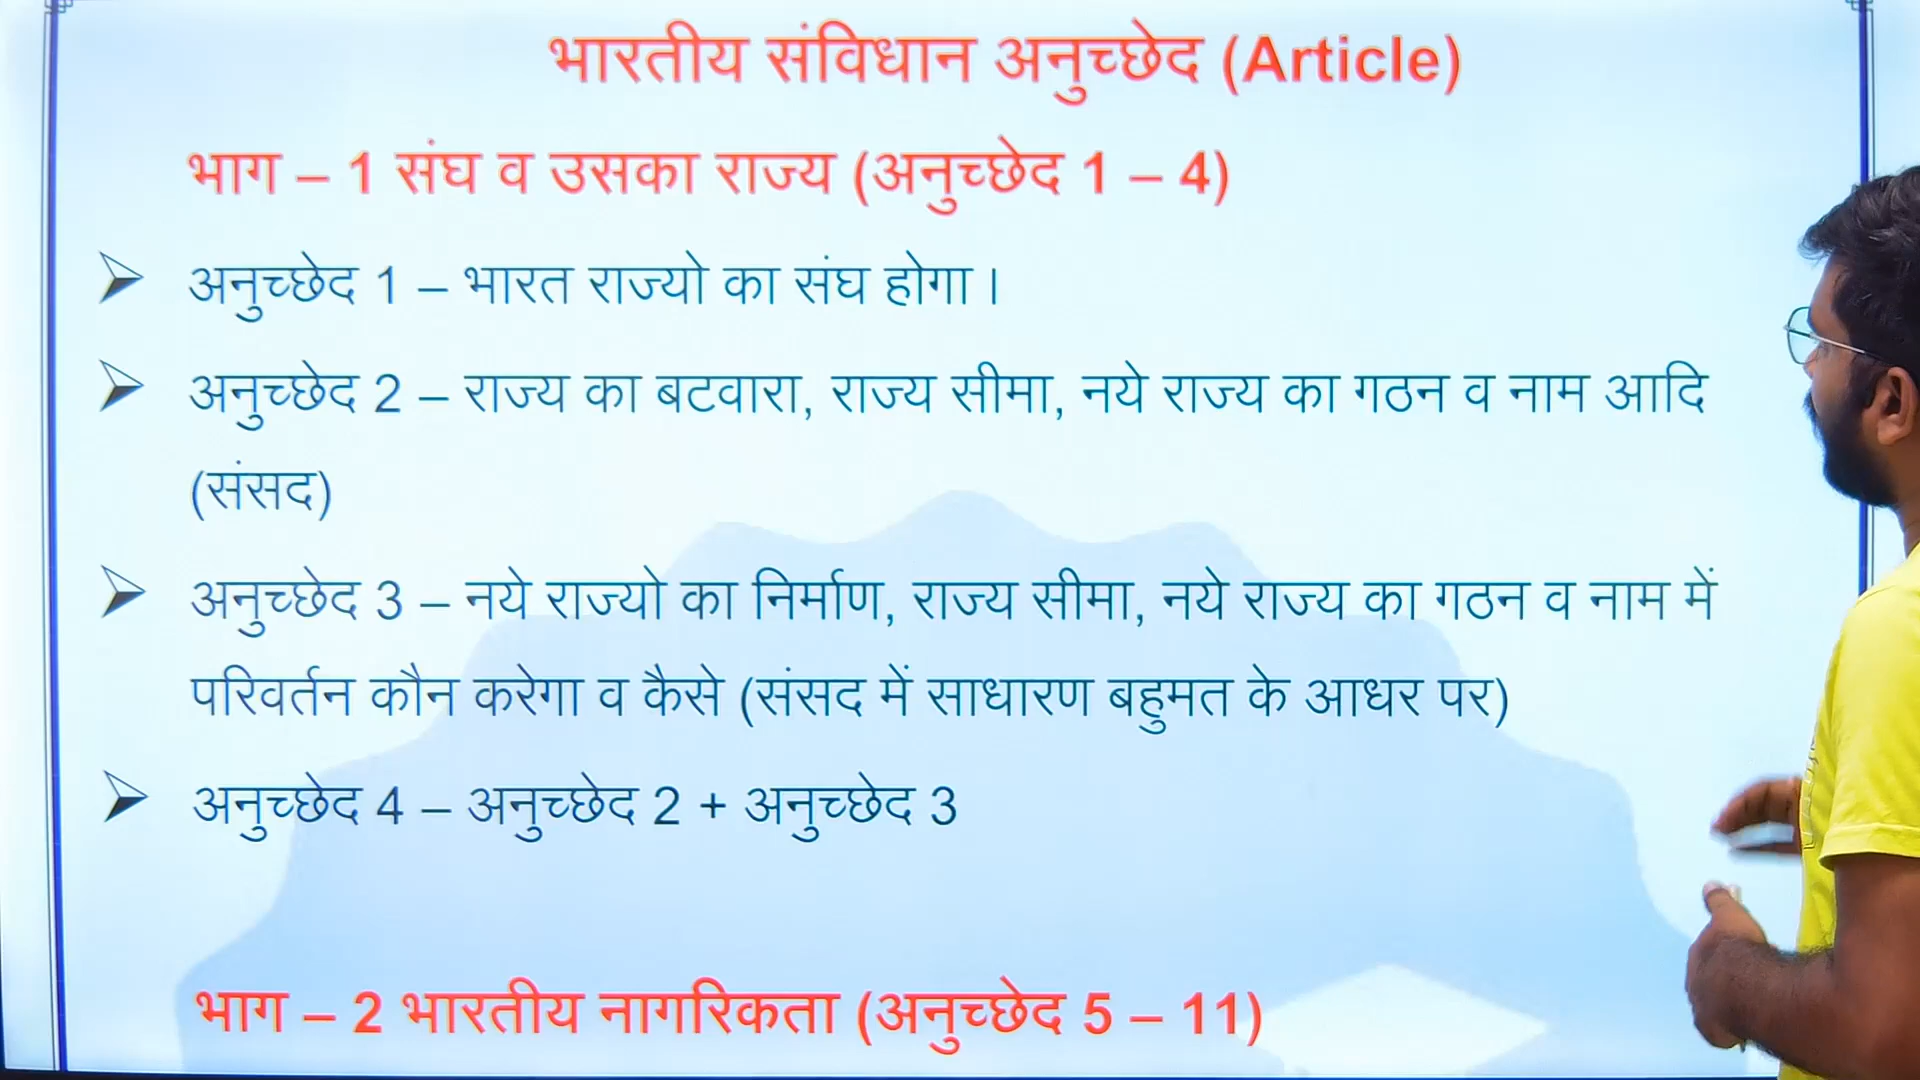 भारतीय संविधान अनुच्छेद (Article)
भाग – 1 संघ व उसका राज्य (अनुच्छेद 1 – 4)
अनुच्छेद 1 – भारत राज्यो का संघ होगा।
अनुच्छेद 2 – राज्य का बटवारा, राज्य सीमा, नये राज्य का गठन व नाम आदि
(संसद)
अनुच्छेद 3 – नये राज्यो का निर्माण, राज्य सीमा, नये राज्य का गठन व नाम में
परिवर्तन कौन करेगा व कैसे (संसद में साधारण बहुमत के आधर पर)
अनुच्छेद 4 – अनुच्छेद 2 + अनुच्छेद 3
भाग – 2 भारतीय नागरिकता (अनुच्छेद 5 – 11)